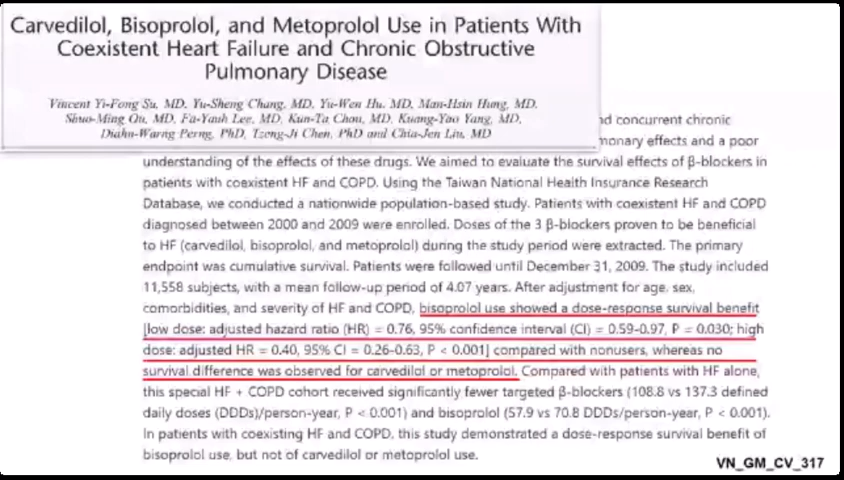 Carvedilol, Bisoprolol, and Metoprolol Use in Patients With
Coexistent Heart Failure and Chronic Obstructive
Pulmonary Disease
Vincent Yi-Fong Su, MD, Yu-Sheng Chang, MD, Yu-Wen Hu, MD, Man-Hsin Hung, MD,
Shuo-Ming Ou, MD, Fa-Yauh Lee, MD, Kun-Ta Chou, MD, Kuang-Yao Yang, MD,
Diahn-Warng Perng, PhD, Tzeng-Ji Chen, PhD and Chia-Jen Liu, MD
nd concurrent chronic
monary effects and a poor
understanding of the effects of these drugs. We aimed to evaluate the survival effects of β-blockers in
patients with coexistent HF and COPD. Using the Taiwan National Health Insurance Research
Database, we conducted a nationwide population-based study. Patients with coexistent HF and COPD
diagnosed between 2000 and 2009 were enrolled. Doses of the 3 β-blockers proven to be beneficial
to HF (carvedilol, bisoprolol, and metoprolol) during the study period were extracted. The primary
endpoint was cumulative survival. Patients were followed until December 31, 2009. The study included
11,558 subjects, with a mean follow-up period of 4.07 years. After adjustment for age, sex,
comorbidities, and severity of HF and COPD, bisoprolol use showed a dose-response survival benefit
[low dose: adjusted hazard ratio (HR) = 0.76, 95% confidence interval (CI) = 0.59-0.97, P = 0.030; high
dose: adjusted HR = 0.40, 95% CI = 0.26-0.63, P < 0.001] compared with nonusers, whereas no
survival difference was observed for carvedilol or metoprolol. Compared with patients with HF alone,
this special HF + COPD cohort received significantly fewer targeted β-blockers (108.8 vs 137.3 defined
daily doses (DDDs)/person-year, P < 0.001) and bisoprolol (57.9 vs 70.8 DDDs/person-year, P < 0.001).
In patients with coexisting HF and COPD, this study demonstrated a dose-response survival benefit of
bisoprolol use, but not of carvedilol or metoprolol use.
VN_GM_CV_317